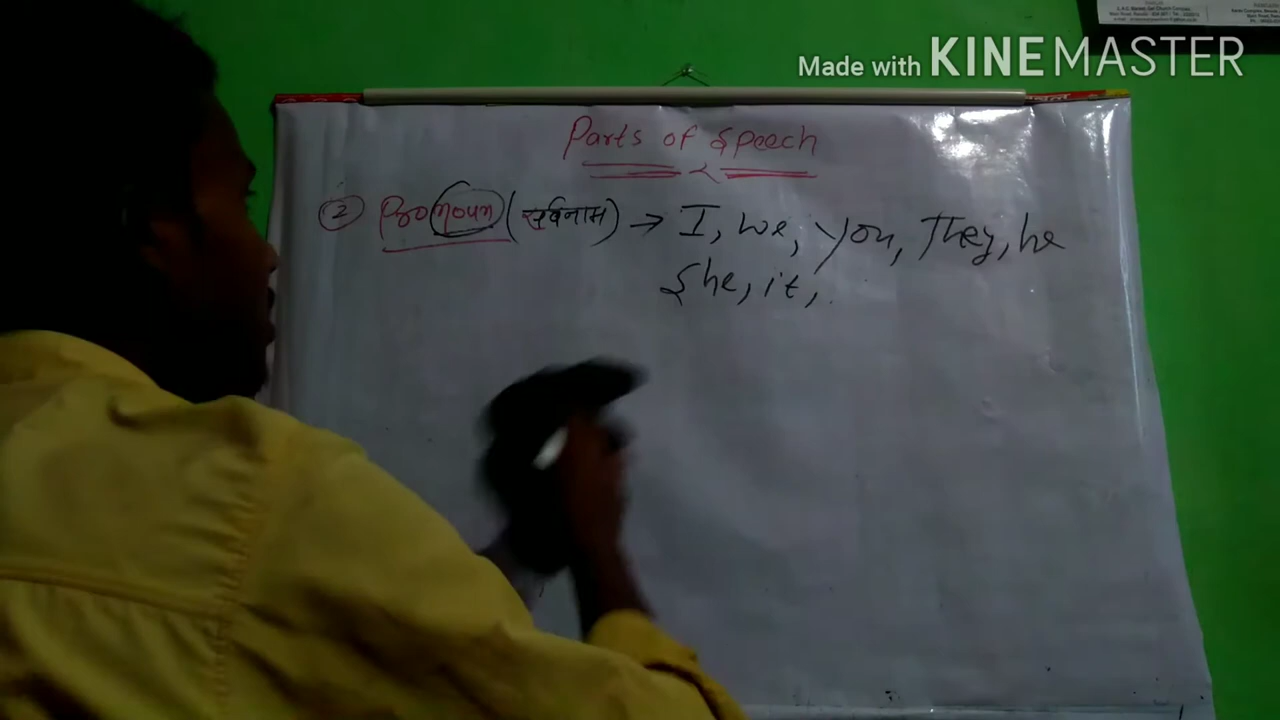 Made with KINEMASTER
Parts of Speech
② Pronoun (सर्वनाम) → I, we, you, They, he
She, it,